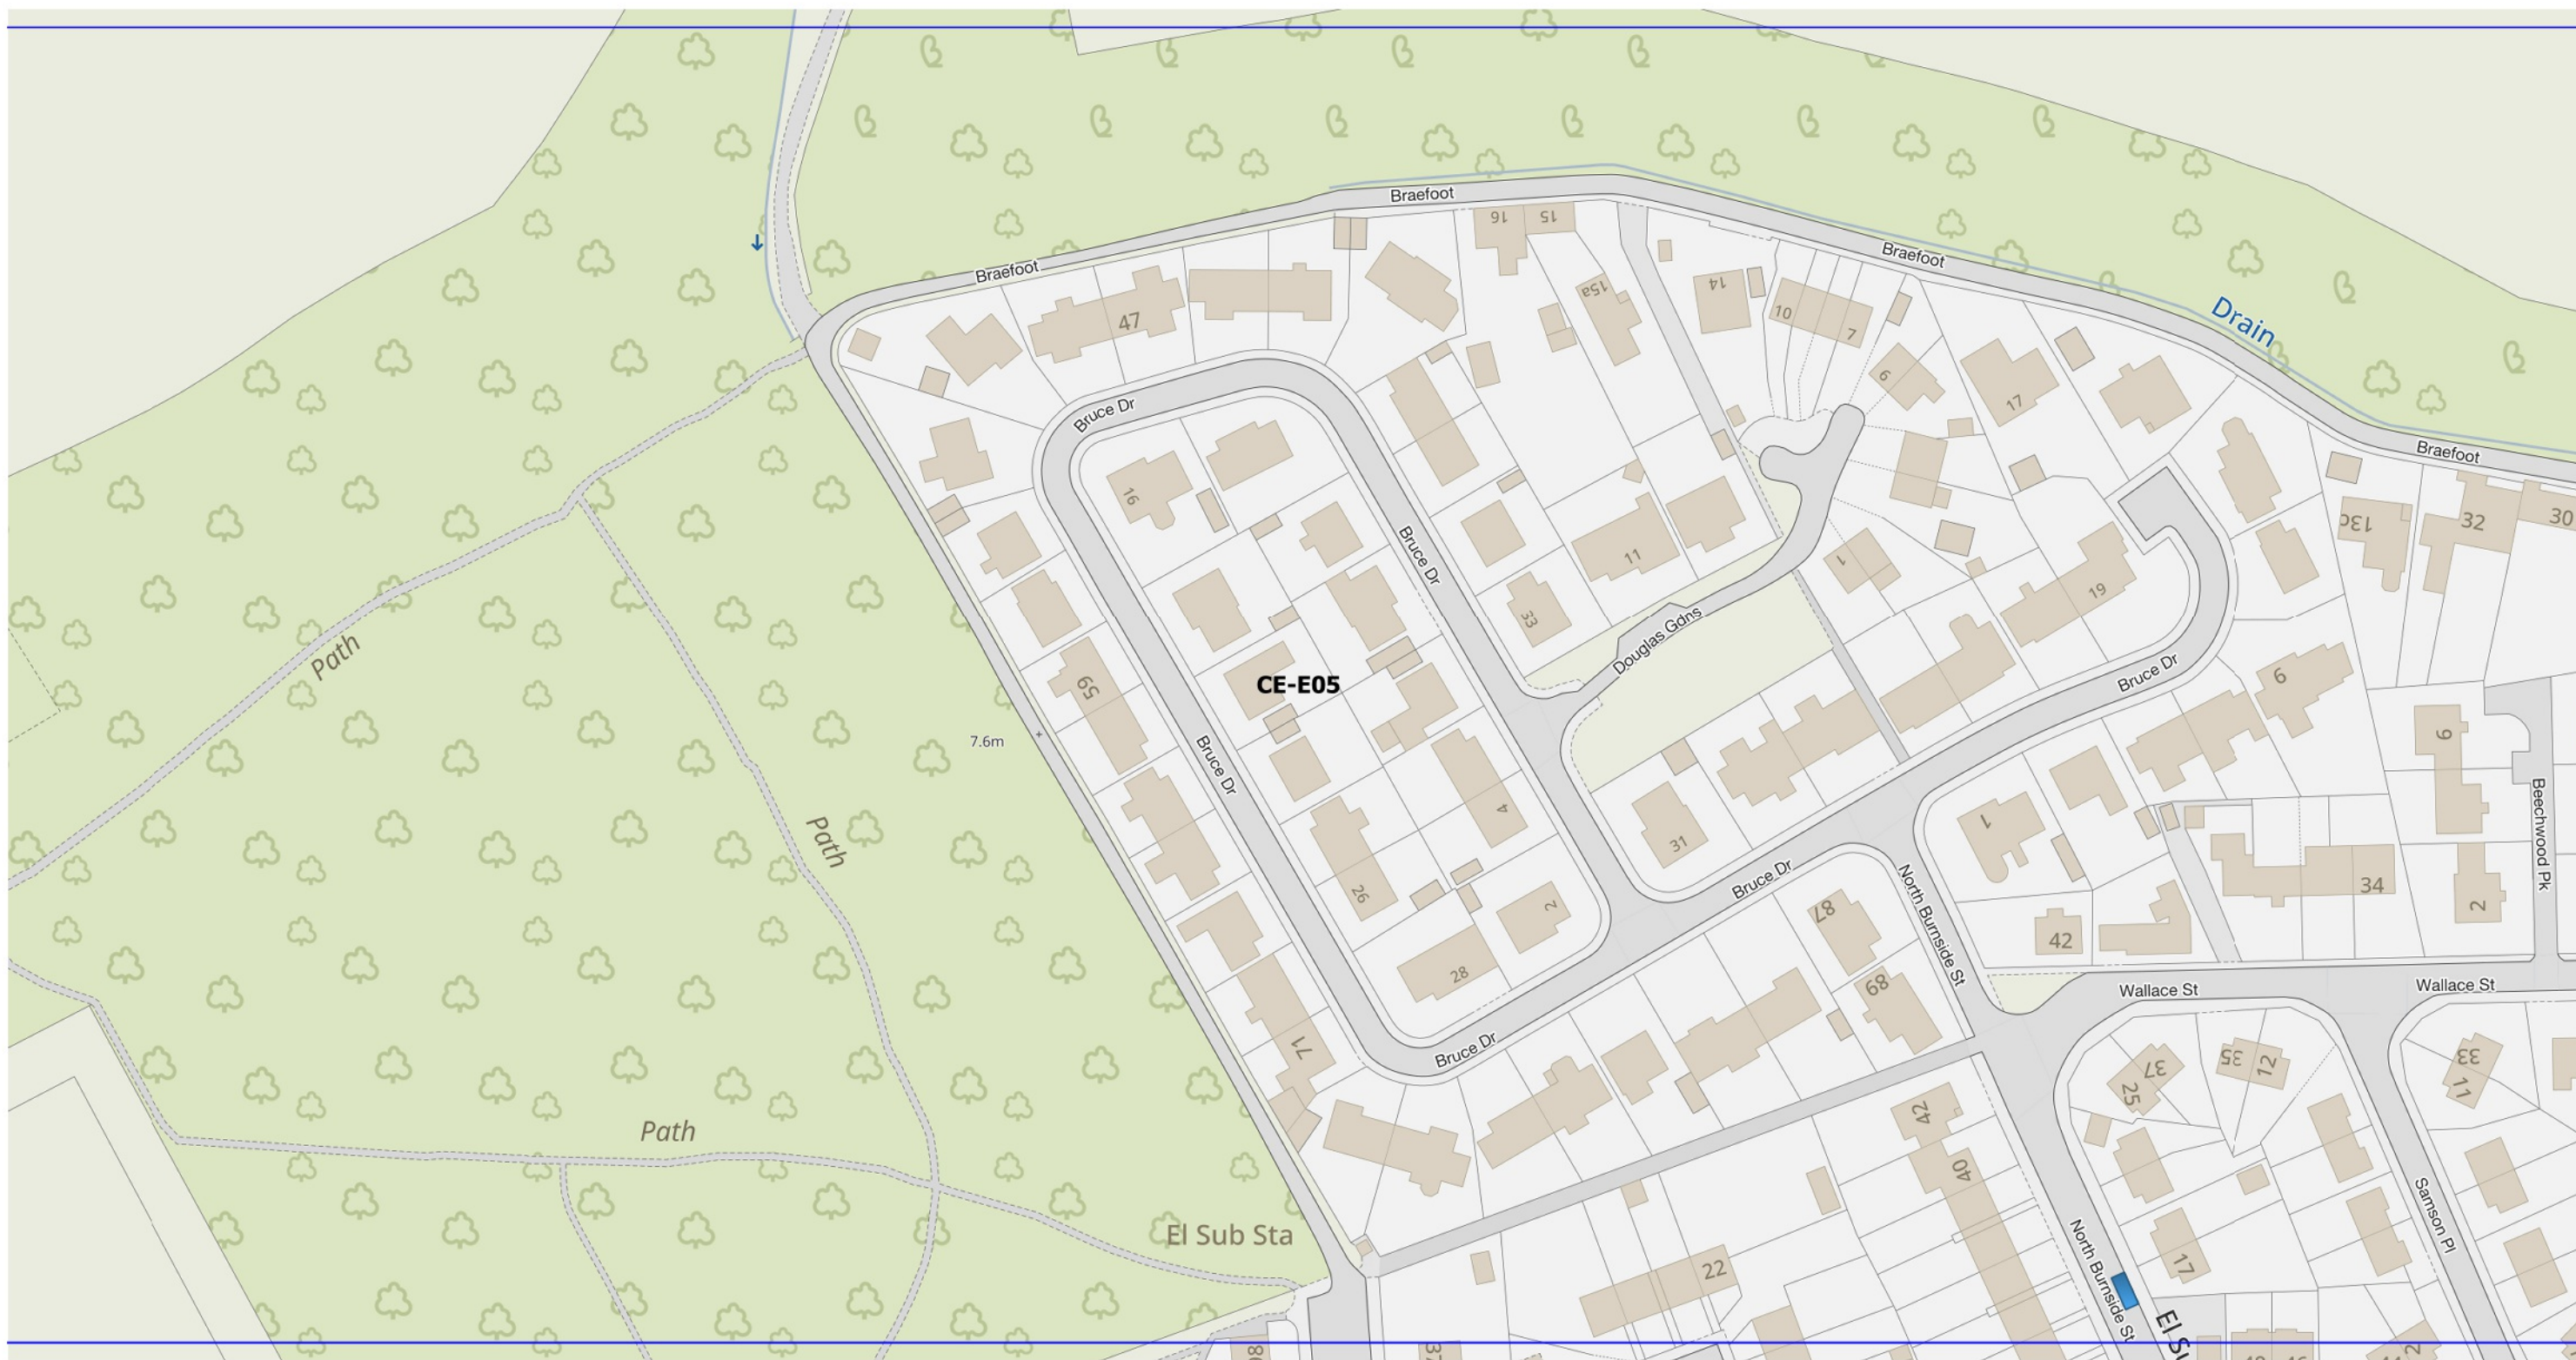 Braefoot
16
15
Braefoot
Braefoot
Drain
15a
14
10
7
47
6
17
Bruce Dr
Braefoot
16
13c
32
30
Bruce Dr
11
1
19
33
Douglas Gdns
Path
59
CE-E05
7.6m
Bruce Dr
9
6
Bruce Dr
4
1
31
Beechwood Pk
Path
Bruce Dr
26
2
87
34
2
42
North Burnside St
28
89
Wallace St
Wallace St
71
Bruce Dr
37
25
35
12
33
11
42
40
Path
El Sub Sta
22
17
Samson Pl
North Burnside St